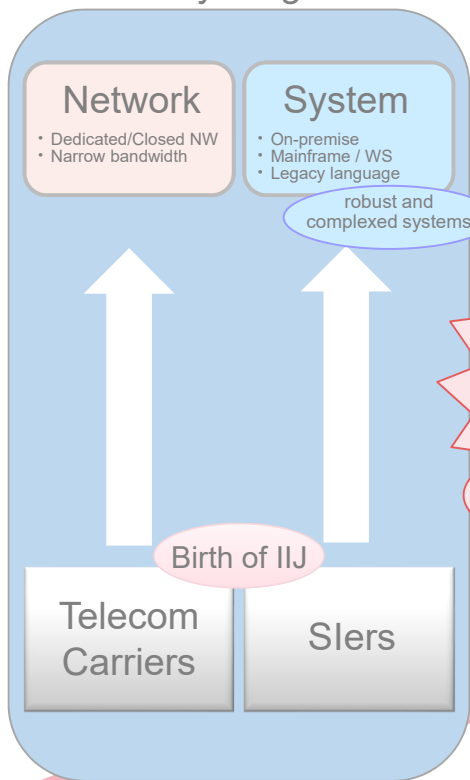 Network
・ Dedicated/Closed NW
・ Narrow bandwidth
System
・ On-premise
・ Mainframe / WS
・ Legacy language
robust and
complexed systems
Birth of IIJ
Telecom
Carriers
SIers